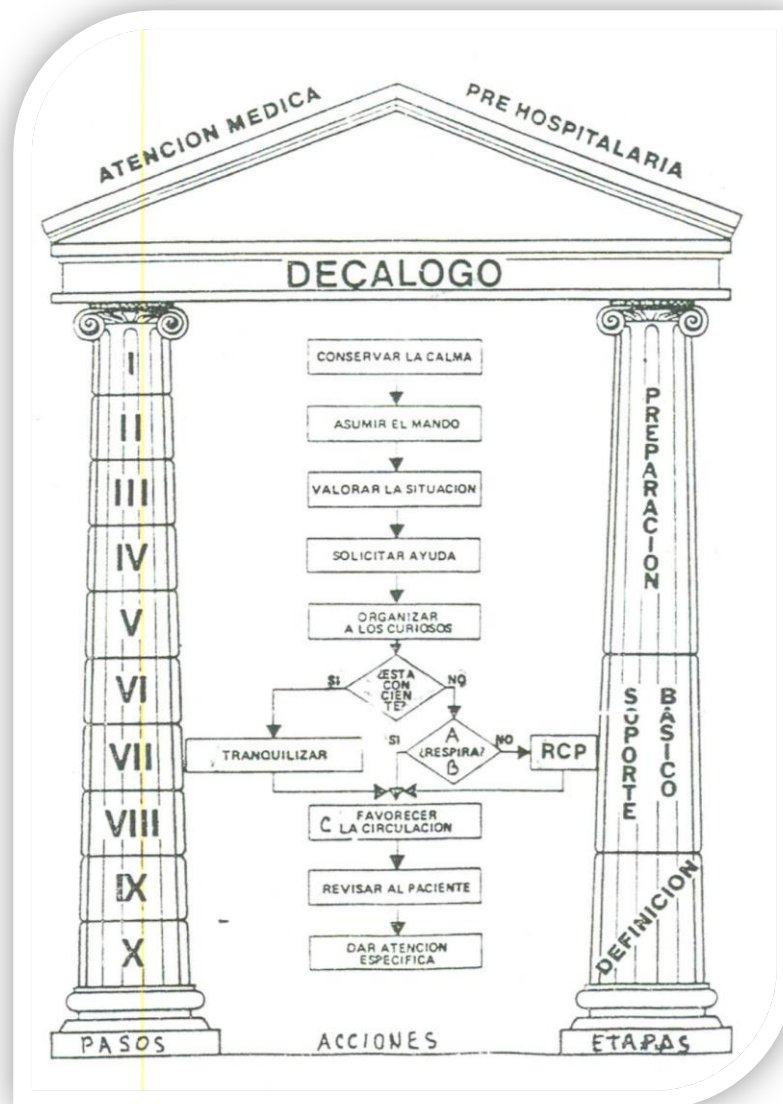 ATENCION MEDICA
PRE HOSPITALARIA
DECALOGO
I
CONSERVAR LA CALMA
II
ASUMIR EL MANDO
III
VALORAR LA SITUACION
IV
SOLICITAR AYUDA
PREPARACION
V
ORGANIZAR
A LOS CURIOSOS
VI
SI
¿ESTA
CON
CIEN
TE?
NO
VII
TRANQUILIZAR
SI
A
¿RESPIRA?
B
NO
RCP
SOPORTE
BASICO
VIII
C
FAVORECER
LA CIRCULACION
IX
REVISAR AL PACIENTE
X
DAR ATENCION
ESPECIFICA
DEFINICION
PASOS
ACCIONES
ETAPAS